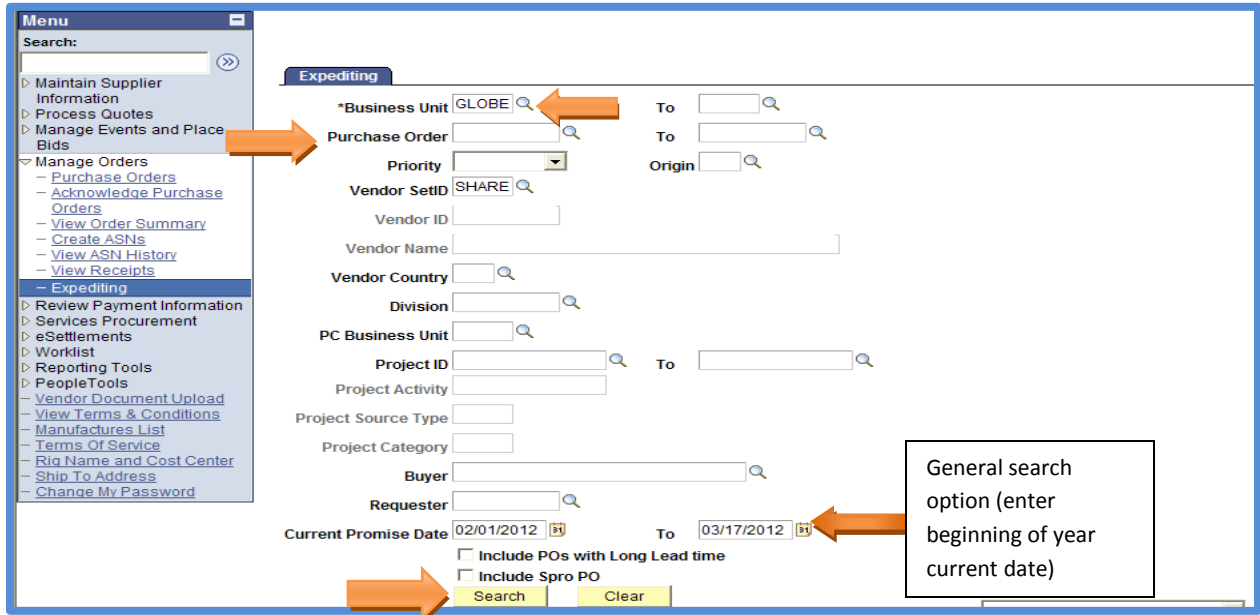 Menu
Search:
Maintain Supplier
Information
Process Quotes
Manage Events and Place
Bids
Manage Orders
Purchase Orders
Acknowledge Purchase
Orders
View Order Summary
Create ASNs
View ASN History
View Receipts
Expediting
Review Payment Information
Services Procurement
eSettlements
Worklist
Reporting Tools
PeopleTools
Vendor Document Upload
View Terms & Conditions
Manufactures List
Terms Of Service
Rig Name and Cost Center
Ship To Address
Change My Password
Expediting
*Business Unit GLOBE To
Purchase Order To
Priority Origin
Vendor SetID SHARE
Vendor ID
Vendor Name
Vendor Country
Division
PC Business Unit
Project ID To
Project Activity
Project Source Type
Project Category
Buyer
Requester
Current Promise Date 02/01/2012 To 03/17/2012
Include POs with Long Lead time
Include Spro PO
Search Clear
General search
option (enter
beginning of year
current date)